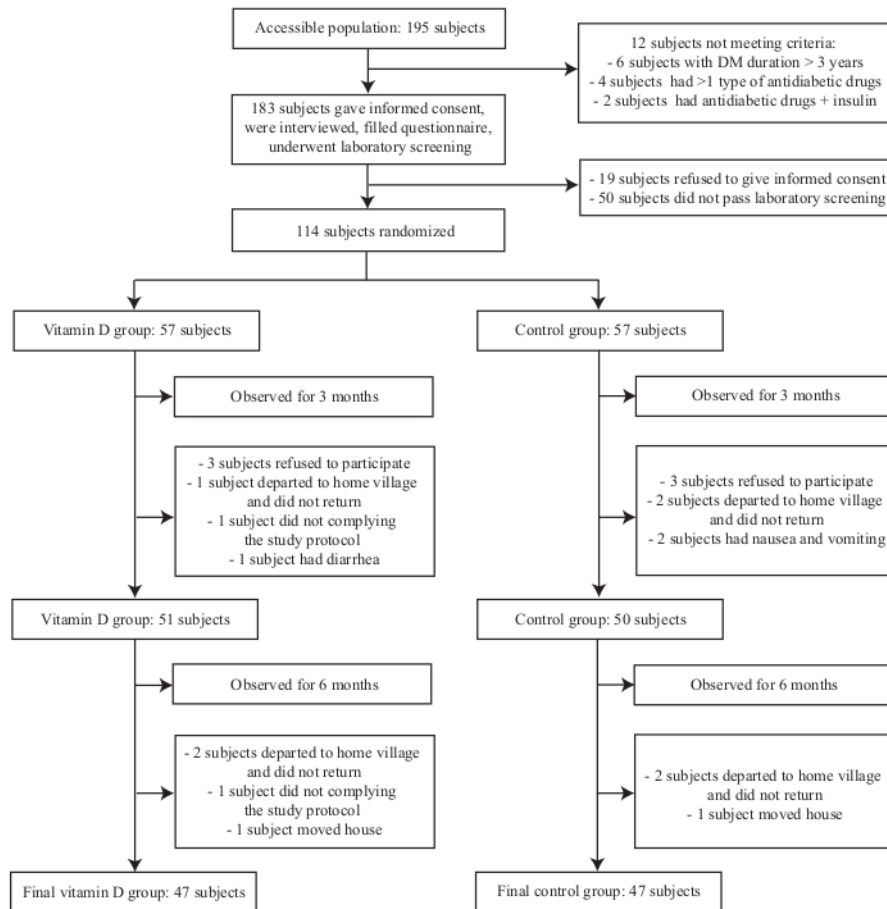 Accessible population: 195 subjects
12 subjects not meeting criteria:
- 6 subjects with DM duration > 3 years
- 4 subjects had >1 type of antidiabetic drugs
- 2 subjects had antidiabetic drugs + insulin
183 subjects gave informed consent,
were interviewed, filled questionnaire,
underwent laboratory screening
- 19 subjects refused to give informed consent
- 50 subjects did not pass laboratory screening
114 subjects randomized
Vitamin D group: 57 subjects
Control group: 57 subjects
Observed for 3 months
Observed for 3 months
- 3 subjects refused to participate
- 1 subject departed to home village
and did not return
- 1 subject did not complying
the study protocol
- 1 subject had diarrhea
- 3 subjects refused to participate
- 2 subjects departed to home village
and did not return
- 2 subjects had nausea and vomiting
Vitamin D group: 51 subjects
Control group: 50 subjects
Observed for 6 months
Observed for 6 months
- 2 subjects departed to home village
and did not return
- 1 subject did not complying
the study protocol
- 1 subject moved house
- 2 subjects departed to home village
and did not return
- 1 subject moved house
Final vitamin D group: 47 subjects
Final control group: 47 subjects